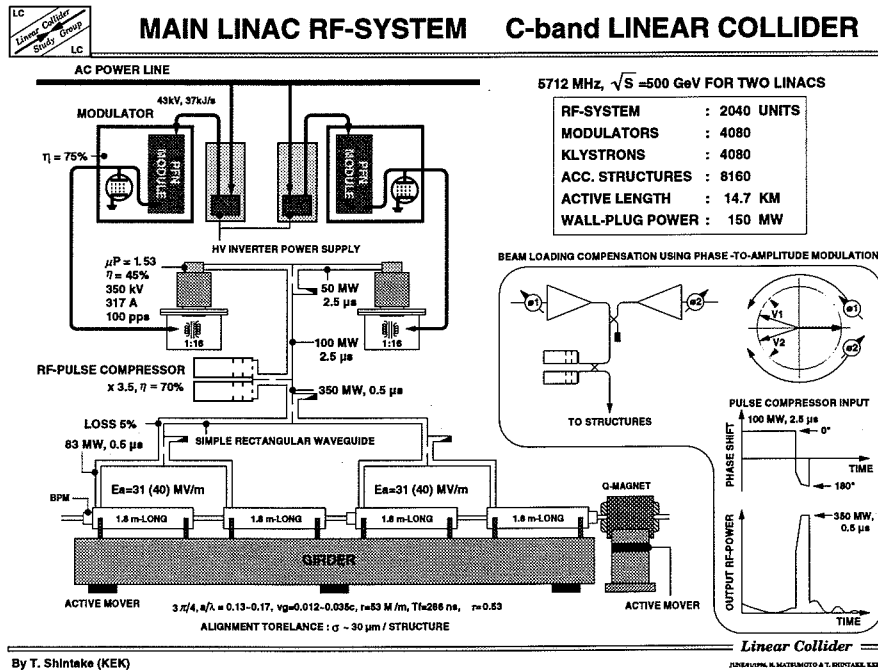 LC
Linear Collider
Study Group
LC
MAIN LINAC RF-SYSTEM C-band LINEAR COLLIDER
AC POWER LINE
43kV, 37kJ/s
MODULATOR
η = 75%
PFN
MODULE
PFN
MODULE
HV INVERTER POWER SUPPLY
5712 MHz, √S =500 GeV FOR TWO LINACS
RF-SYSTEM : 2040 UNITS
MODULATORS : 4080
KLYSTRONS : 4080
ACC. STRUCTURES : 8160
ACTIVE LENGTH : 14.7 KM
WALL-PLUG POWER : 150 MW
μP = 1.53
η = 45%
350 kV
317 A
100 pps
50 MW
2.5 μs
1:16
1:16
100 MW
2.5 μs
RF-PULSE COMPRESSOR
x 3.5, η = 70%
350 MW, 0.5 μs
LOSS 5%
SIMPLE RECTANGULAR WAVEGUIDE
83 MW, 0.5 μs
Ea=31 (40) MV/m
Ea=31 (40) MV/m
BPM
1.8 m-LONG
1.8 m-LONG
1.8 m-LONG
1.8 m-LONG
Q-MAGNET
GIRDER
ACTIVE MOVER
ACTIVE MOVER
3 π/4, a/λ = 0.13~0.17, vg=0.012~0.035c, r=53 M /m, Tf=286 ns, τ=0.53
ALIGNMENT TORELANCE : σ ~ 30 μm / STRUCTURE
BEAM LOADING COMPENSATION USING PHASE -TO-AMPLITUDE MODULATION
ø1
ø2
V1
V2
ø1
ø2
TO STRUCTURES
PULSE COMPRESSOR INPUT
100 MW, 2.5 μs
0°
PHASE SHIFT
TIME
180°
350 MW,
0.5 μs
OUTPUT RF-POWER
TIME
Linear Collider
By T. Shintake (KEK)